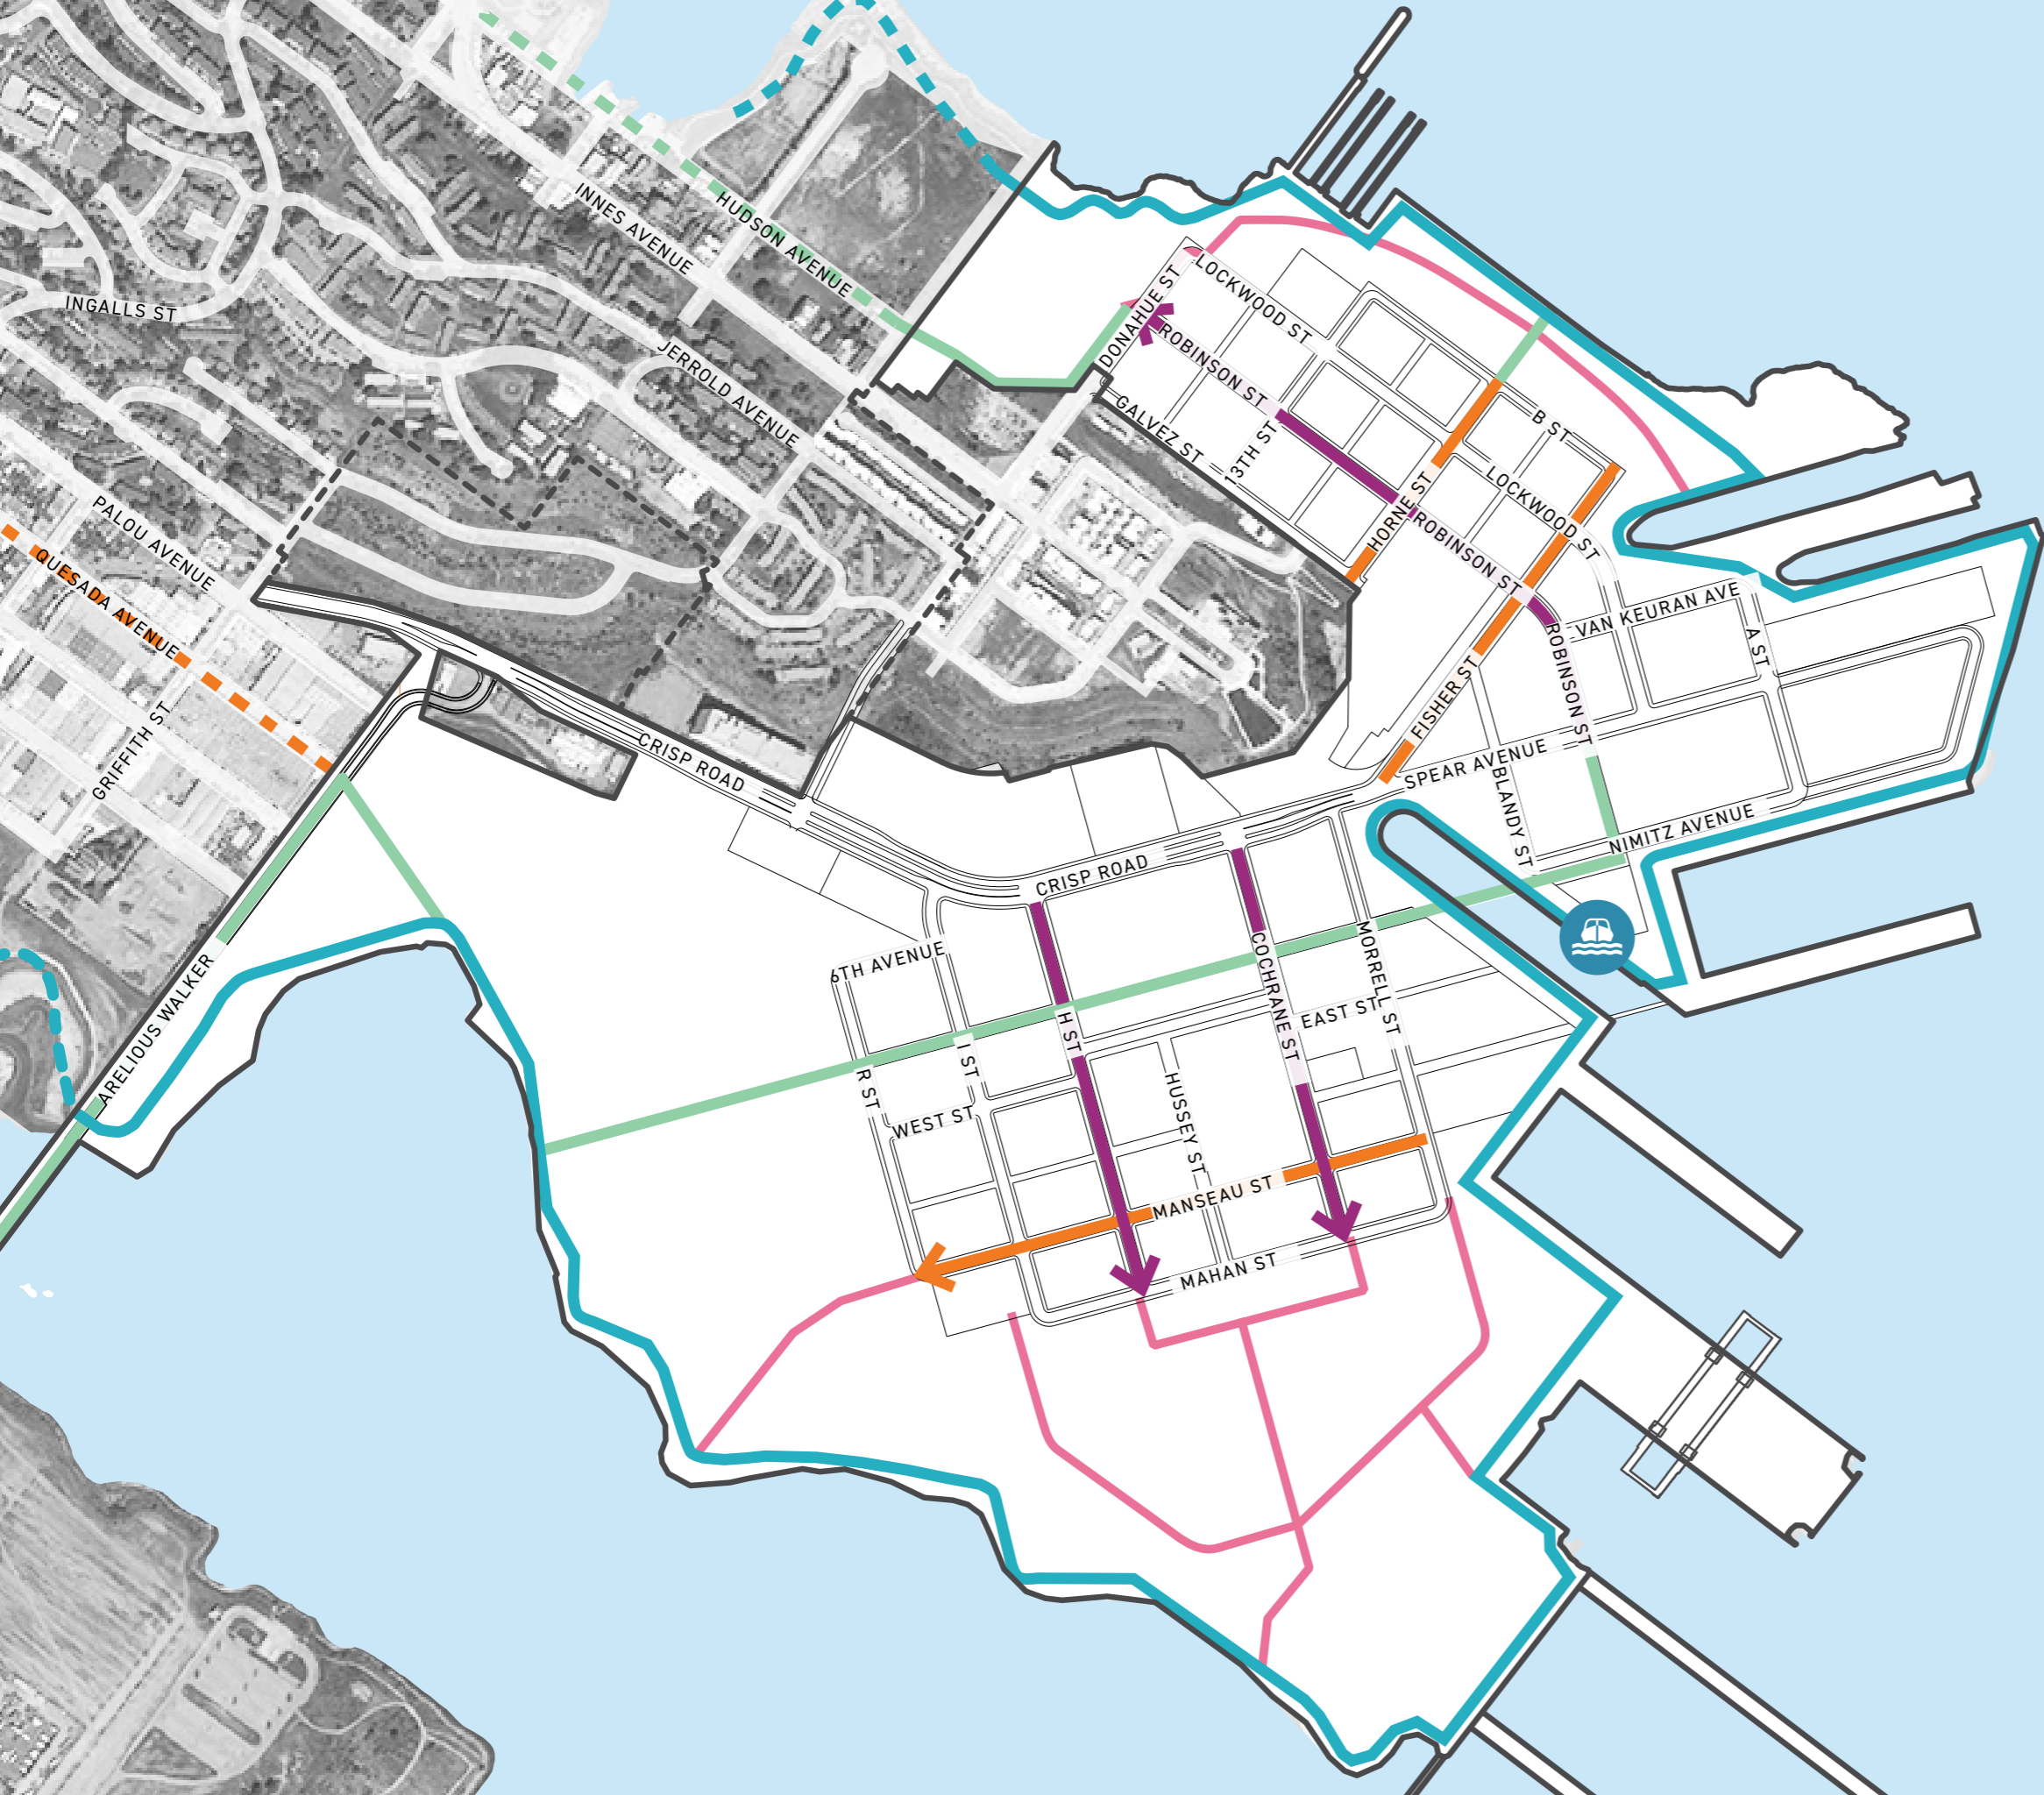 INNES AVENUE
HUDSON AVENUE
INGALLS ST
JERROLD AVENUE
LOCKWOOD ST
DONAHUE ST
ROBINSON ST
GALVEZ ST
13TH ST
B ST
HORNE ST
LOCKWOOD ST
ROBINSON ST
PALOU AVENUE
QUESADA AVENUE
GRIFFITH ST
VAN KEURAN AVE
A ST
ROBINSON ST
FISHER ST
CRISP ROAD
SPEAR AVENUE
BLANDY ST
NIMITZ AVENUE
CRISP ROAD
6TH AVENUE
COCHRANE ST
MORRELL ST
ARELIOUS WALKER
H ST
EAST ST
I ST
R ST
WEST ST
HUSSEY ST
MANSEAU ST
MAHAN ST